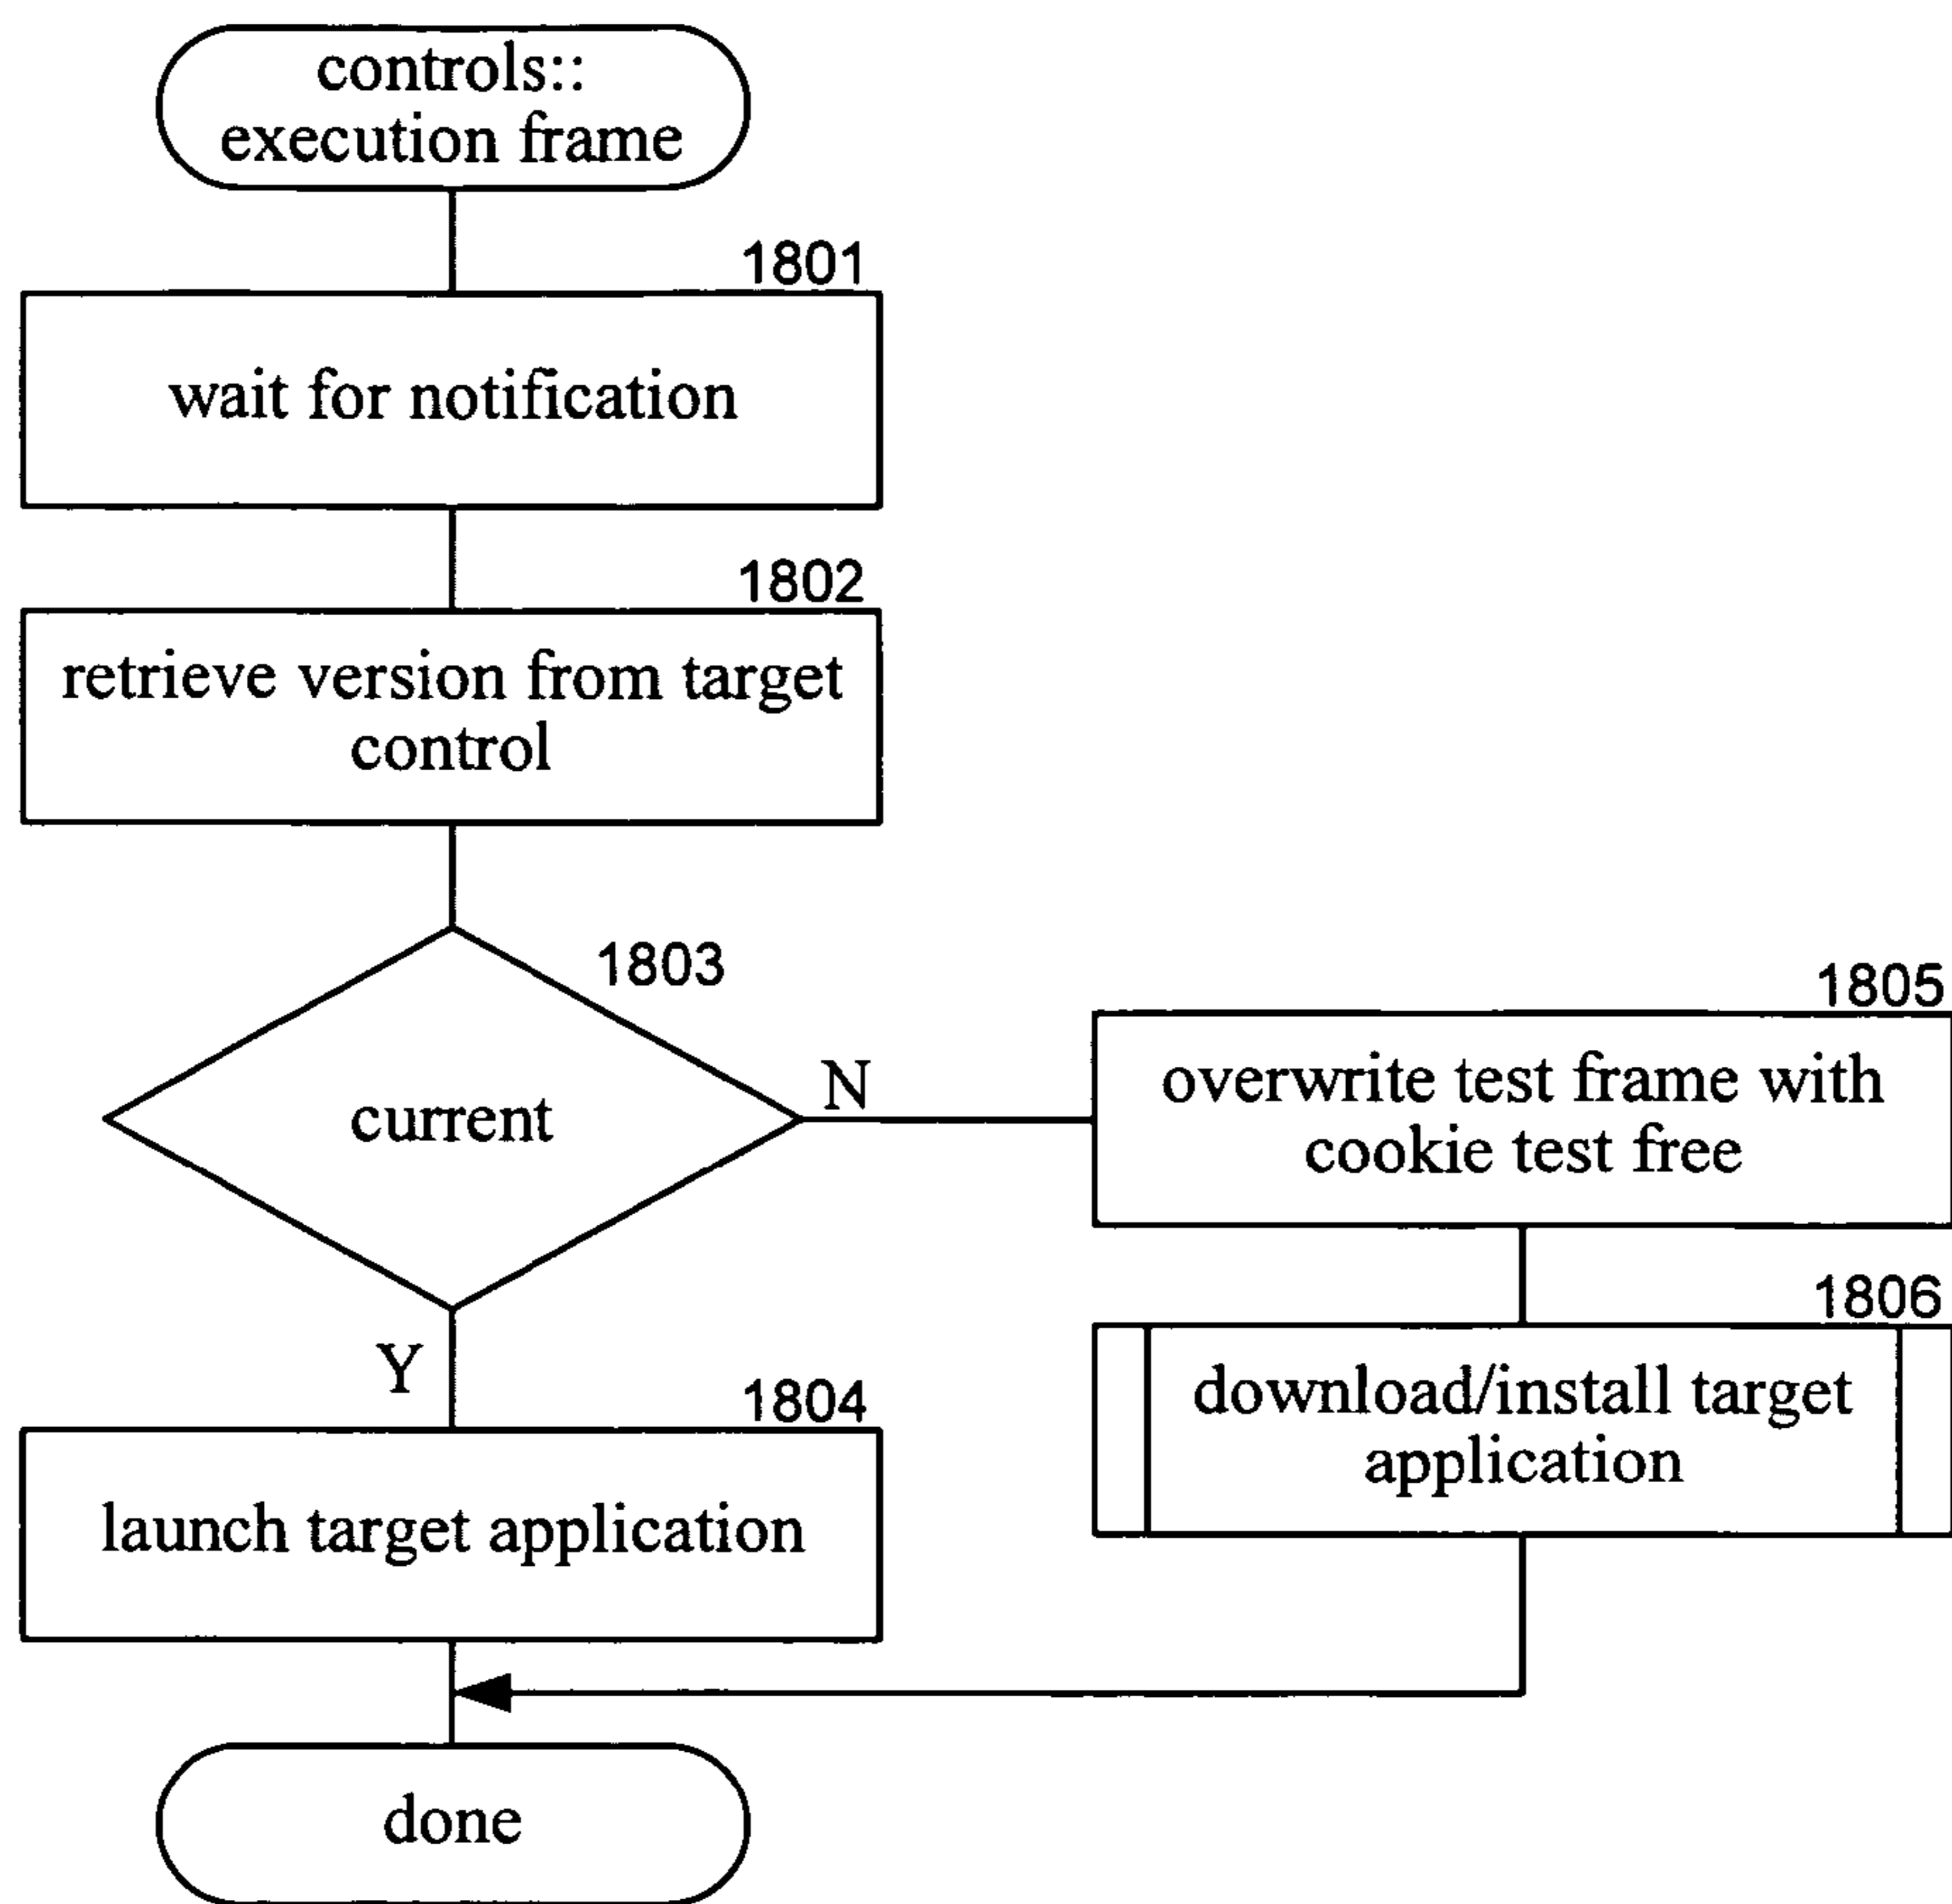 controls::
execution frame
1801
wait for notification
1802
retrieve version from target
control
1803
current
N
Y
1805
overwrite test frame with
cookie test free
1806
download/install target
application
1804
launch target application
done